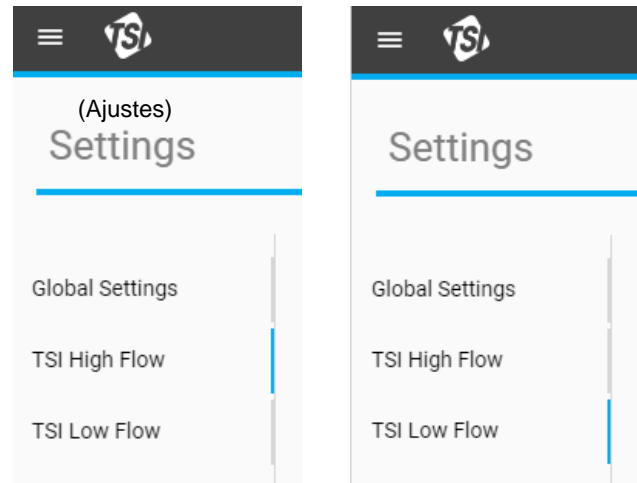 TSI
(Ajustes)
Settings
Global Settings
TSI High Flow
TSI Low Flow
TSI
Settings
Global Settings
TSI High Flow
TSI Low Flow